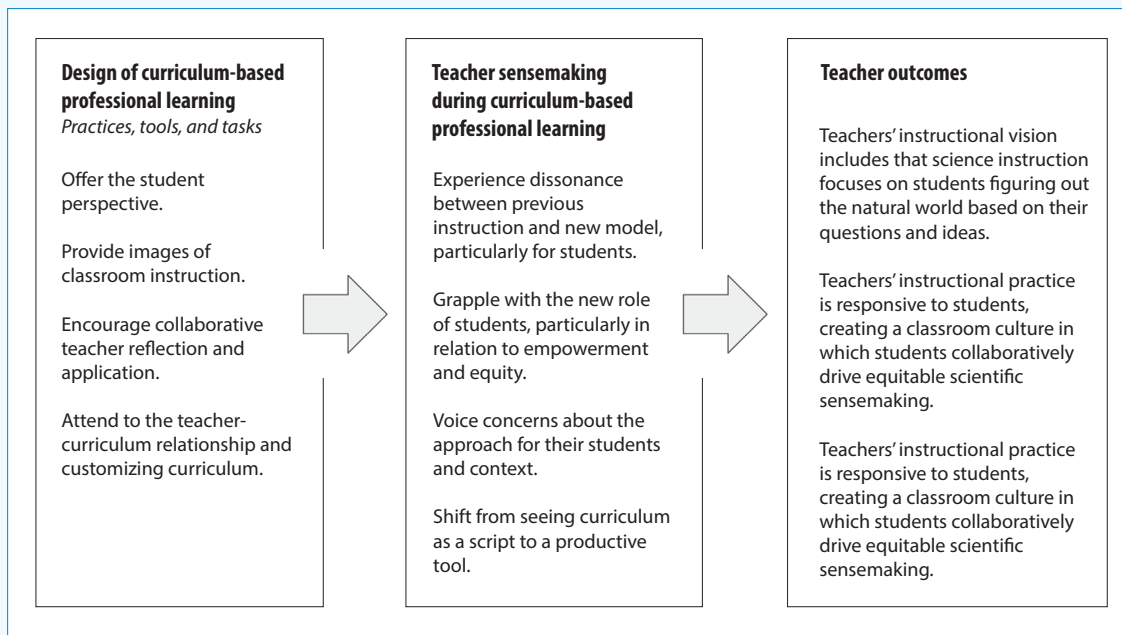 Design of curriculum-based
professional learning
Practices, tools, and tasks
Offer the student
perspective.
Provide images of
classroom instruction.
Encourage collaborative
teacher reflection and
application.
Attend to the teacher-
curriculum relationship and
customizing curriculum.
Teacher sensemaking
during curriculum-based
professional learning
Experience dissonance
between previous
instruction and new model,
particularly for students.
Grapple with the new role
of students, particularly in
relation to empowerment
and equity.
Voice concerns about the
approach for their students
and context.
Shift from seeing curriculum
as a script to a productive
tool.
Teacher outcomes
Teachers’ instructional vision
includes that science instruction
focuses on students figuring out
the natural world based on their
questions and ideas.
Teachers’ instructional practice
is responsive to students,
creating a classroom culture in
which students collaboratively
drive equitable scientific
sensemaking.
Teachers’ instructional practice
is responsive to students,
creating a classroom culture in
which students collaboratively
drive equitable scientific
sensemaking.